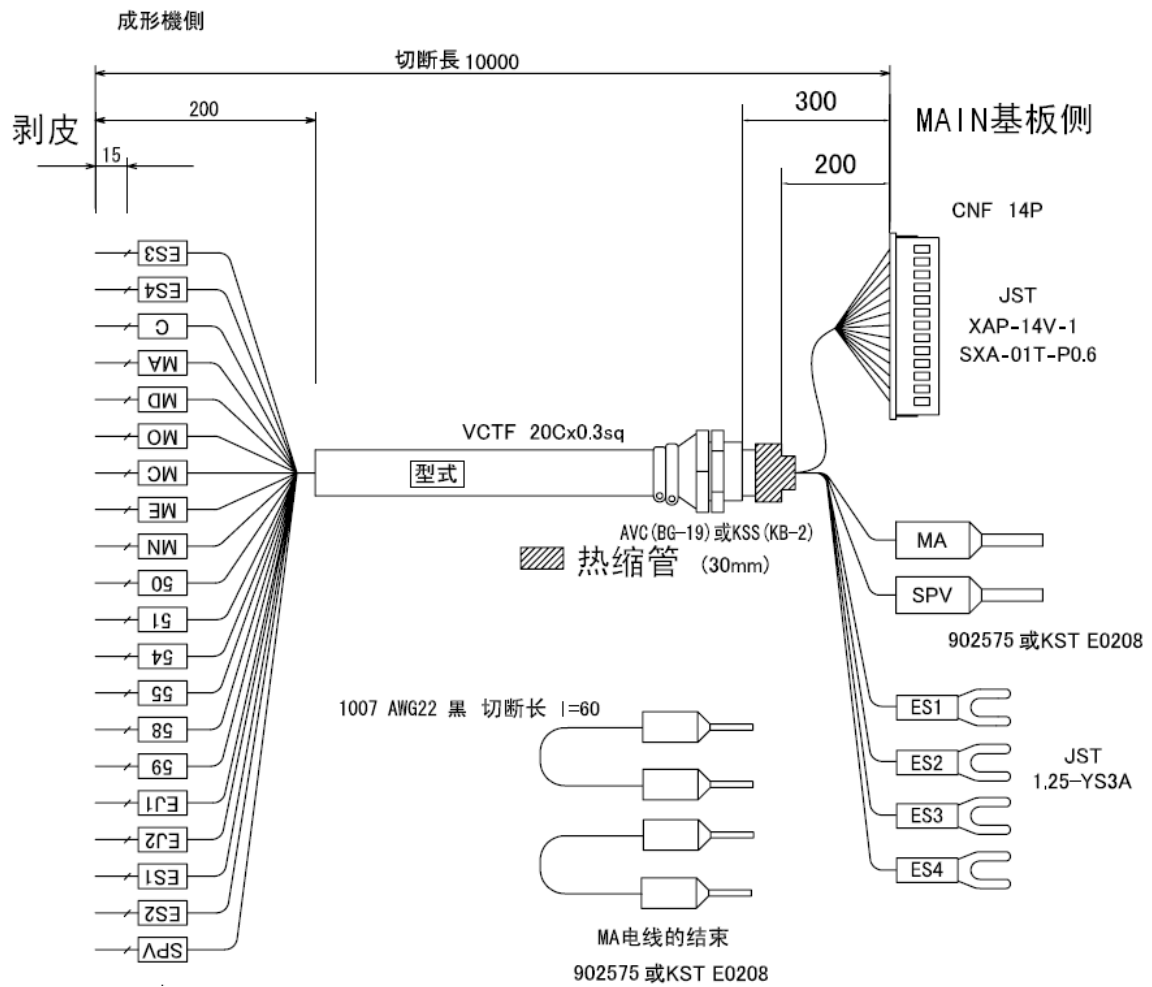 成形機側
切断長 10000
200
300
剥皮
MAIN基板侧
15
200
CNF 14P
JST
XAP-14V-1
SXA-01T-P0.6
ES3
ES4
C
MA
MD
MO
MC
ME
MN
50
51
54
55
58
59
EJ1
EJ2
ES1
ES2
SPV
VCTF 20Cx0.3sq
型式
AVC(BG-19)或KSS(KB-2)
热缩管 (30mm)
MA
SPV
902575 或KST E0208
1007 AWG22 黑 切断长 l=60
ES1
ES2
ES3
ES4
JST
1.25-YS3A
MA电线的结束
902575 或KST E0208